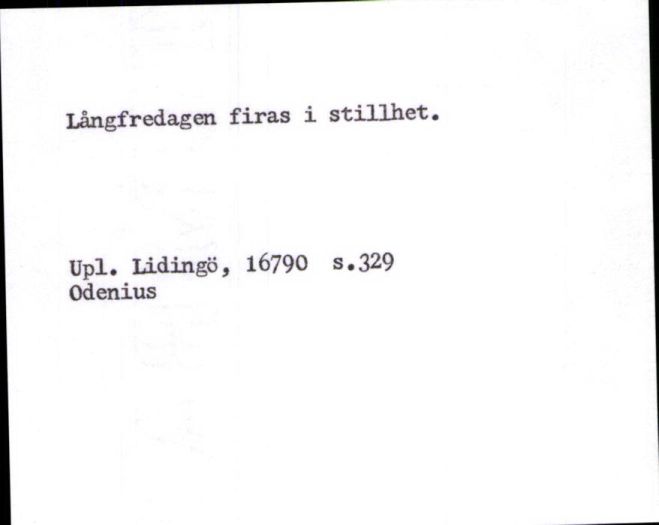 Långfredagen firas i stillhet.
Upl. Lidingö, 16790 s.329
Odenius